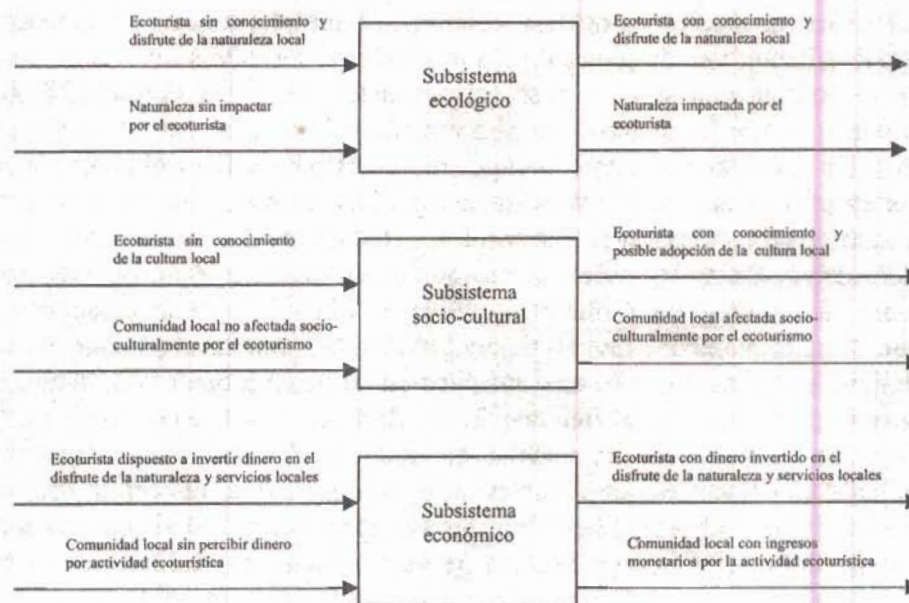 Ecoturista sin conocimiento y
disfrute de la naturaleza local
Naturaleza sin impactar
por el ecoturista
Subsistema
ecológico
Ecoturista con conocimiento y
disfrute de la naturaleza local
Naturaleza impactada por el
ecoturista
Ecoturista sin conocimiento
de la cultura local
Comunidad local no afectada socio-
culturalmente por el ecoturismo
Subsistema
socio-cultural
Ecoturista con conocimiento y
posible adopción de la cultura local
Comunidad local afectada socio-
culturalmente por el ecoturismo
Ecoturista dispuesto a invertir dinero en el
disfrute de la naturaleza y servicios locales
Comunidad local sin percibir dinero
por actividad ecoturística
Subsistema
económico
Ecoturista con dinero invertido en el
disfrute de la naturaleza y servicios locales
Comunidad local con ingresos
monetarios por la actividad ecoturística